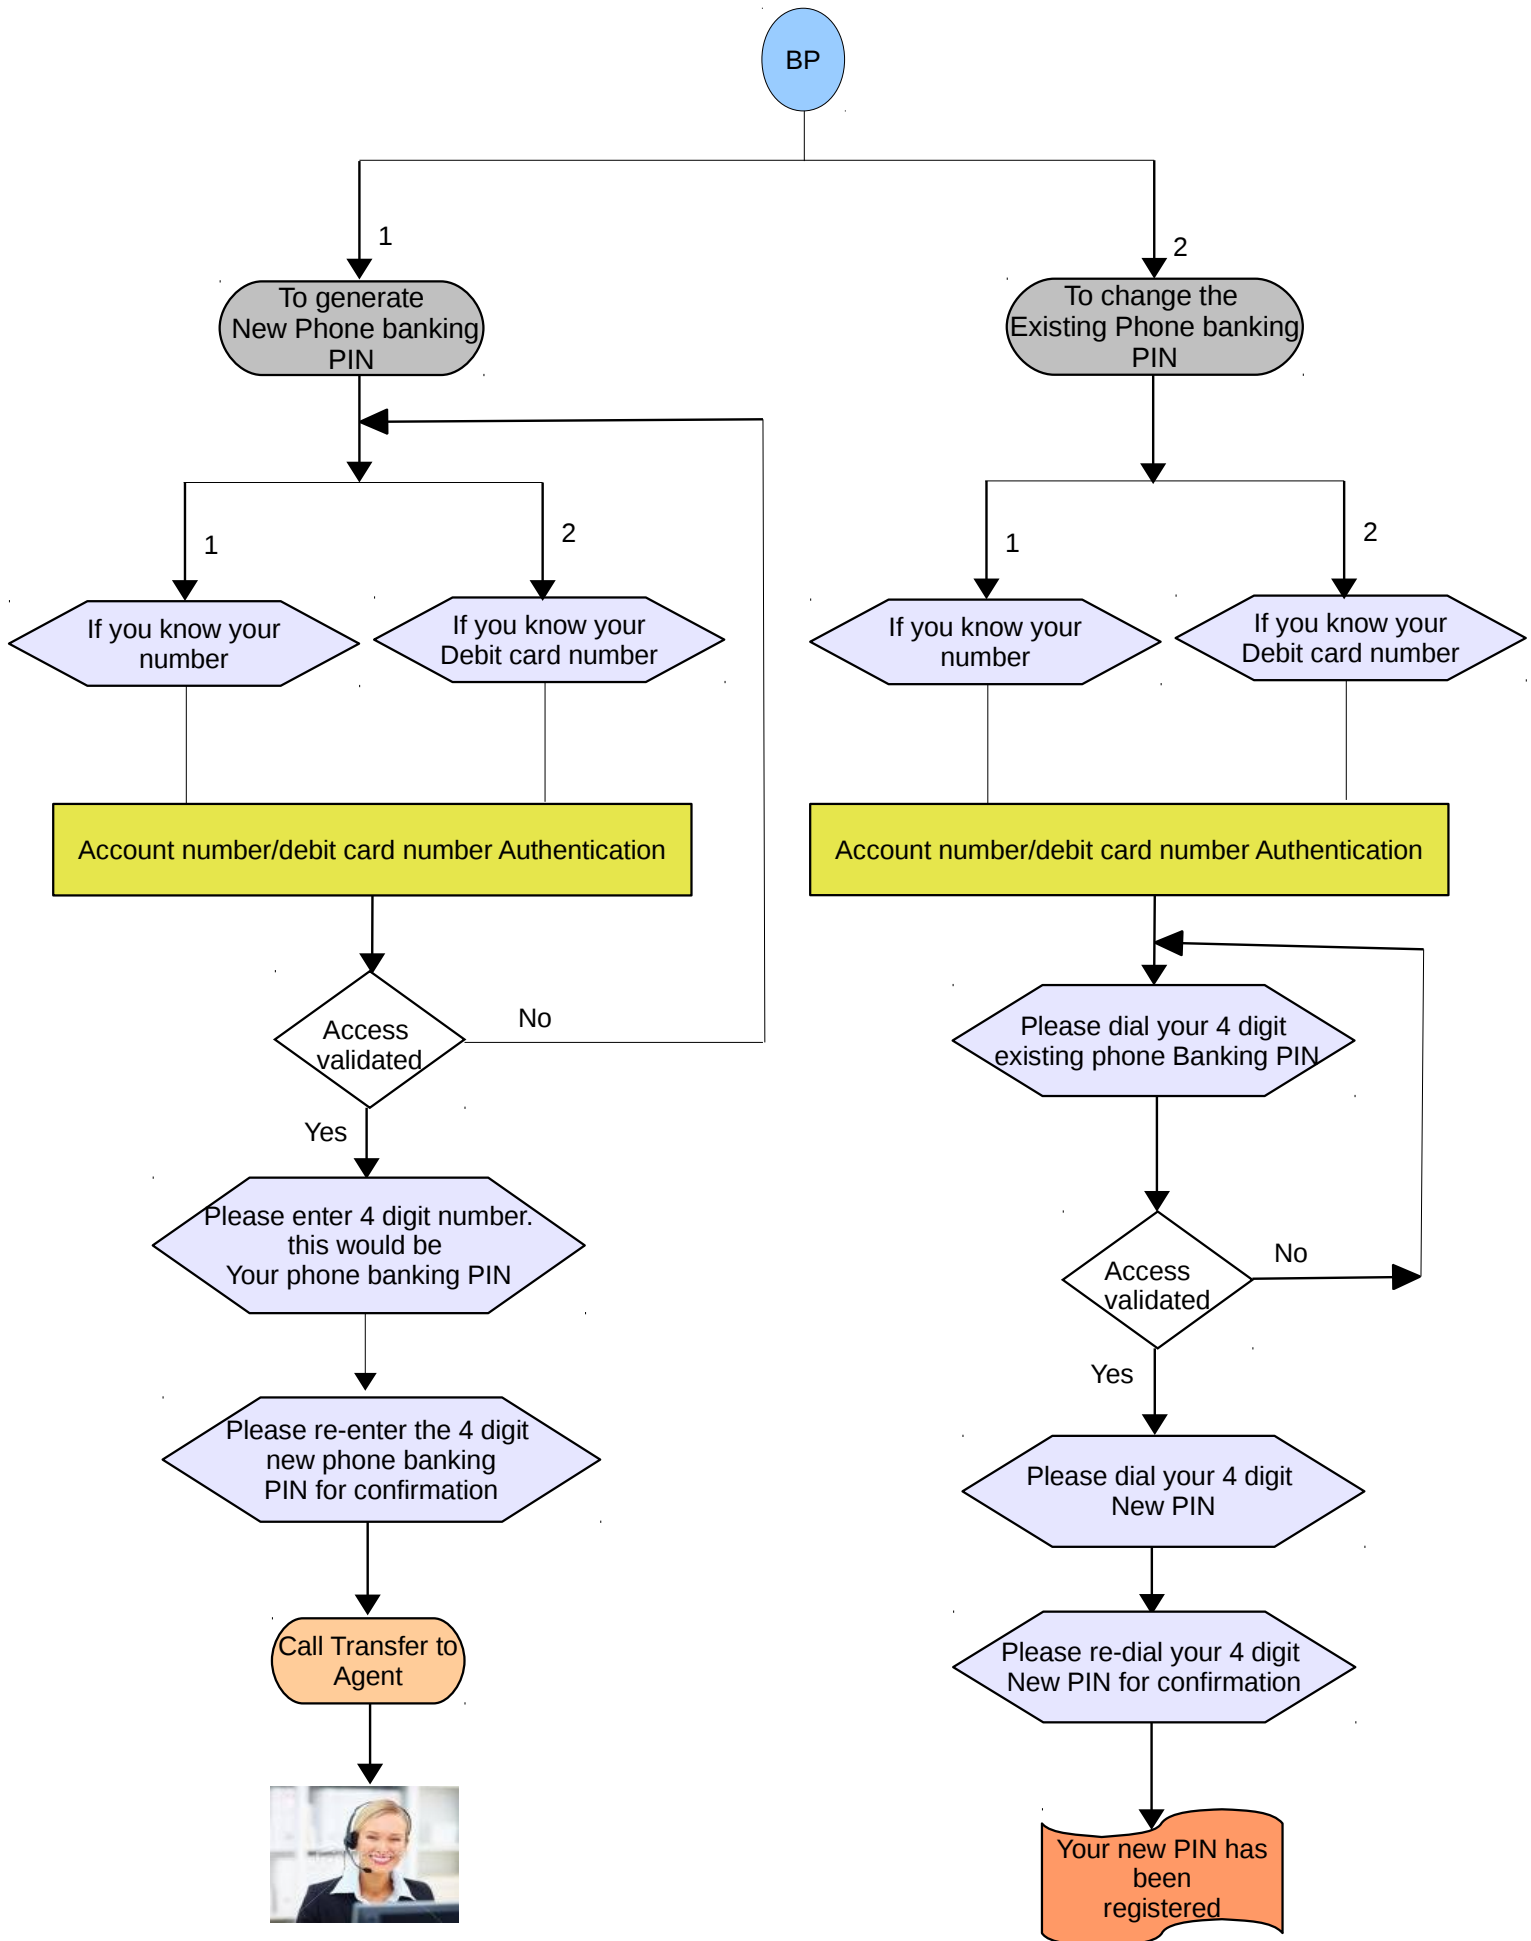 BP
1
To generate
New Phone banking
PIN
2
To change the
Existing Phone banking
PIN
1
2
If you know your
number
If you know your
Debit card number
1
2
If you know your
number
If you know your
Debit card number
Account number/debit card number Authentication
Account number/debit card number Authentication
Access
validated
No
Yes
Please enter 4 digit number.
this would be
Your phone banking PIN
Please re-enter the 4 digit
new phone banking
PIN for confirmation
Call Transfer to
Agent
Please dial your 4 digit
existing phone Banking PIN
Access
validated
No
Yes
Please dial your 4 digit
New PIN
Please re-dial your 4 digit
New PIN for confirmation
Your new PIN has
been
registered